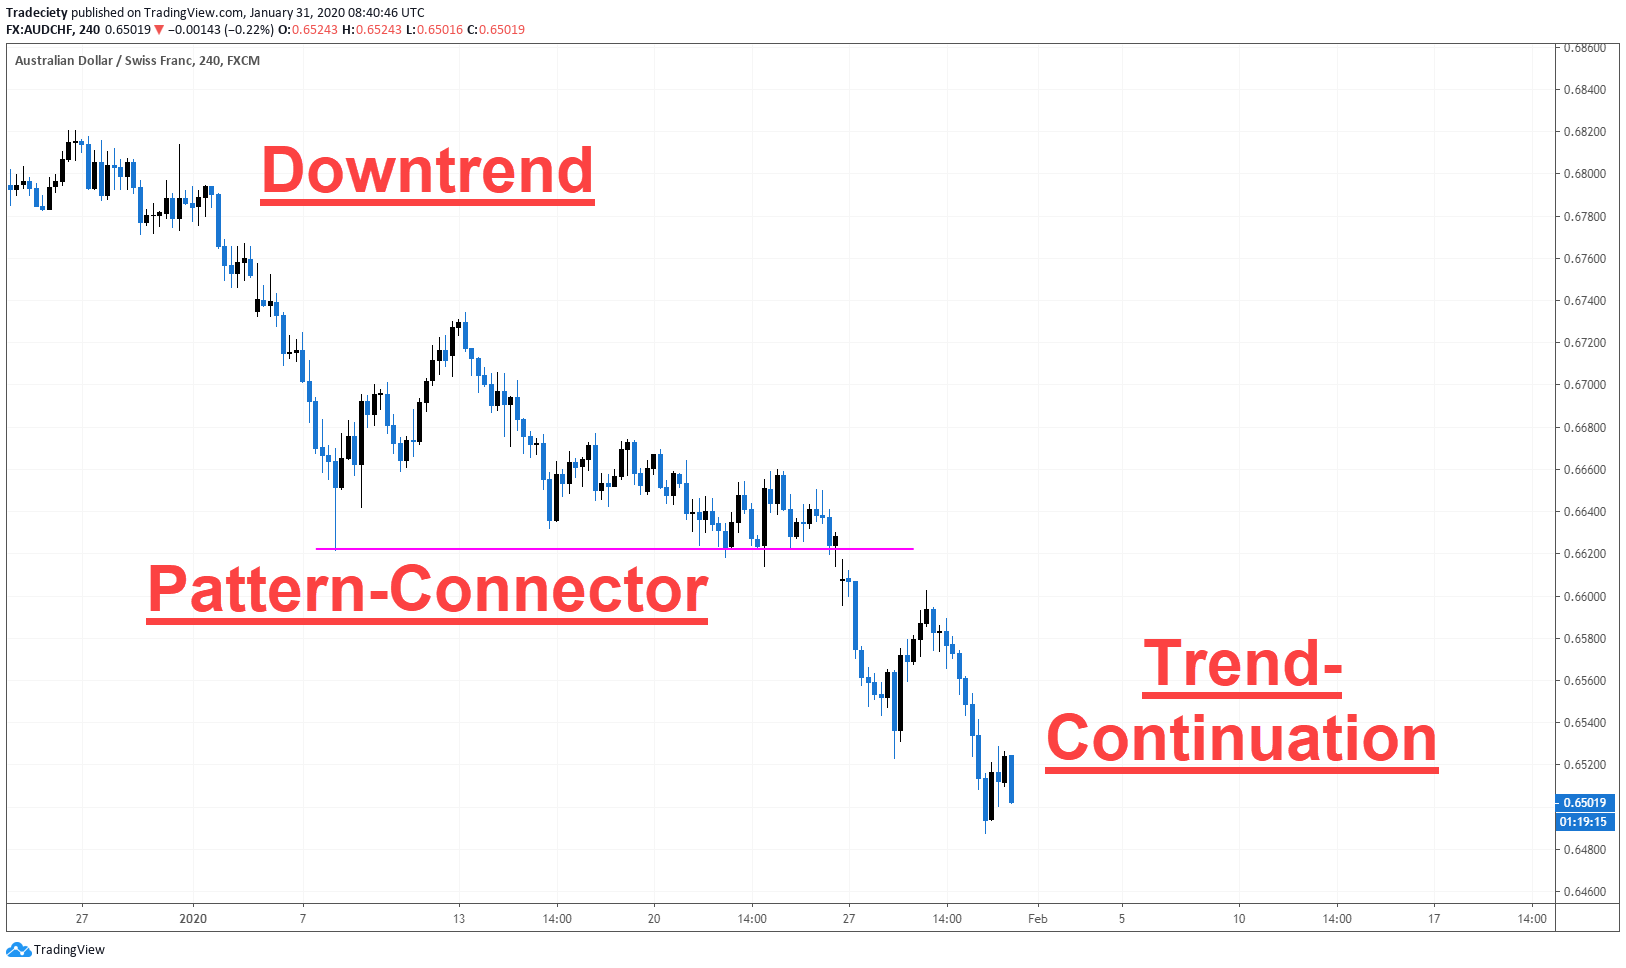 Tradeciety published on TradingView.com, January 31, 2020 08:40:46 UTC
FX:AUDCHF, 240 0.65019 ▼ −0.00143 (−0.22%) O:0.65243 H:0.65243 L:0.65016 C:0.65019
Australian Dollar / Swiss Franc, 240, FXCM
0.68600
0.68400
0.68200
0.68000
0.67800
0.67600
0.67400
0.67200
0.67000
0.66800
0.66600
0.66400
0.66200
0.66000
0.65800
0.65600
0.65400
0.65200
0.65019
01:19:15
0.64800
0.64600
Downtrend
Pattern-Connector
Trend-
Continuation
27 2020 7 13 14:00 20 14:00 27 14:00 Feb 5 10 14:00 17 14:00
TradingView